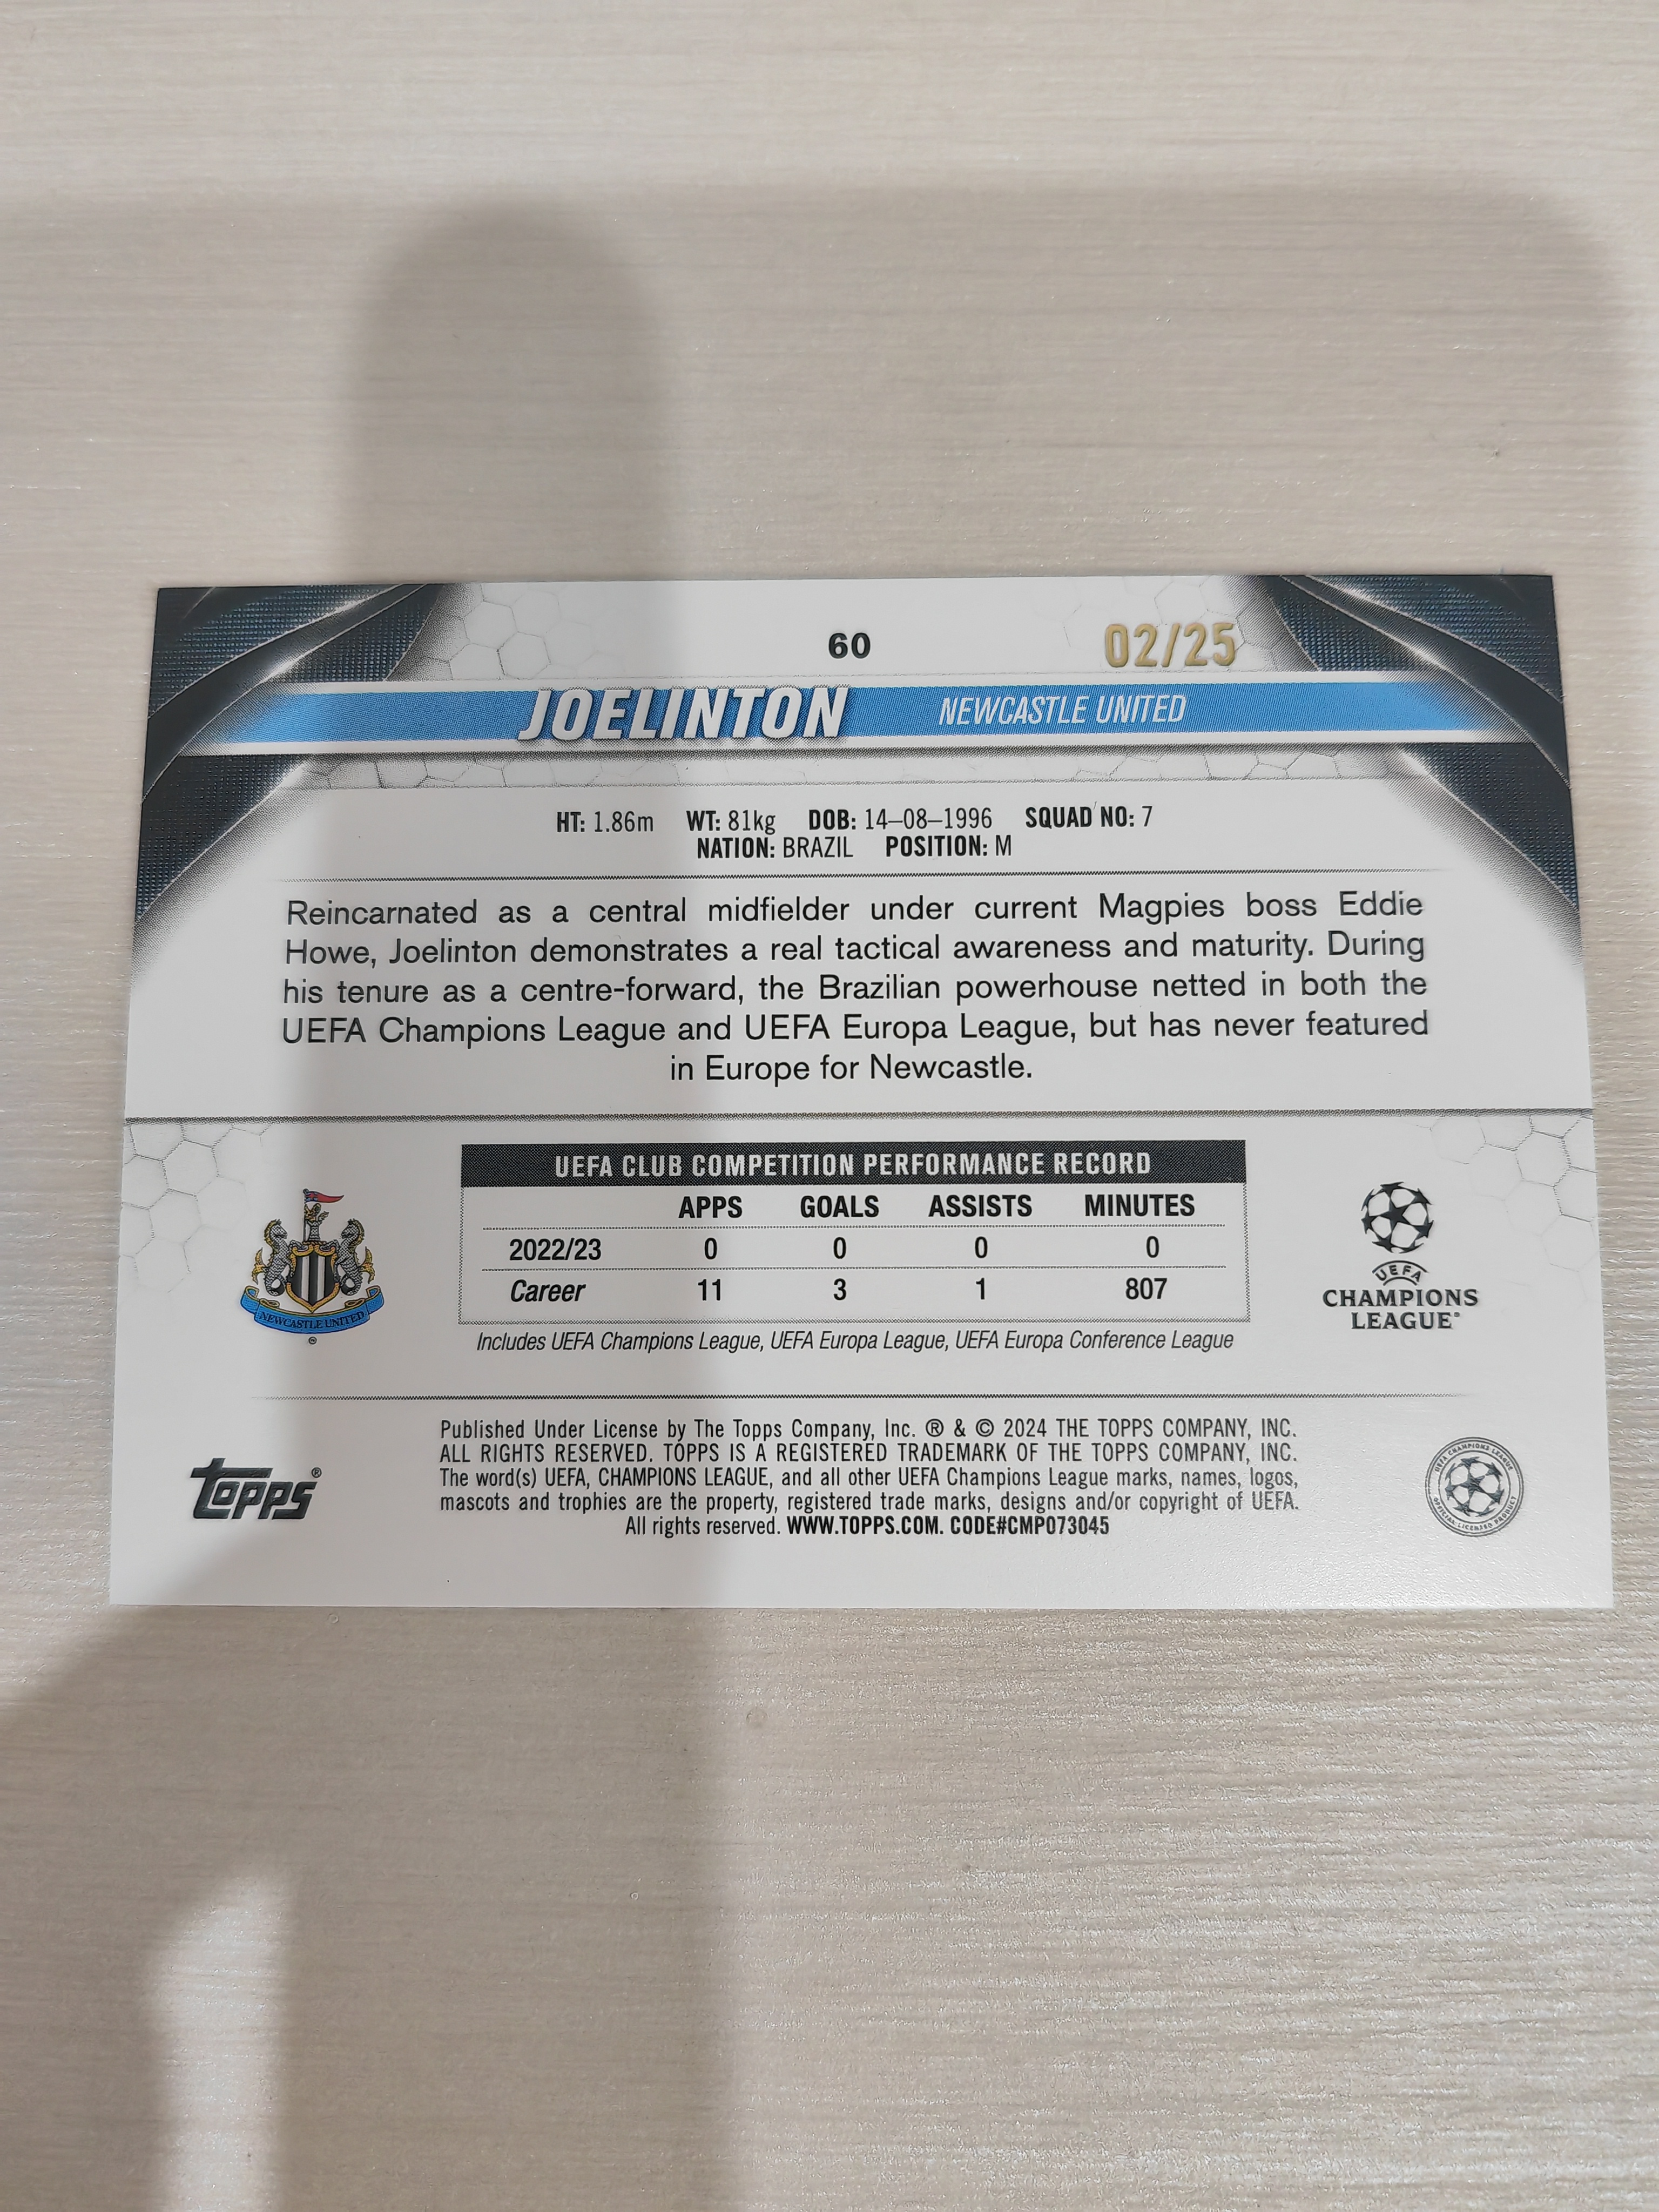 60 02/25
JOELINTON NEWCASTLE UNITED
HT: 1.86m WT: 81kg DOB: 14–08–1996 SQUAD NO: 7
NATION: BRAZIL POSITION: M
Reincarnated as a central midfielder under current Magpies boss Eddie
Howe, Joelinton demonstrates a real tactical awareness and maturity. During
his tenure as a centre-forward, the Brazilian powerhouse netted in both the
UEFA Champions League and UEFA Europa League, but has never featured
in Europe for Newcastle.
UEFA CLUB COMPETITION PERFORMANCE RECORD
APPS GOALS ASSISTS MINUTES
2022/23 0 0 0 0
Career 11 3 1 807
Includes UEFA Champions League, UEFA Europa League, UEFA Europa Conference League
NEWCASTLE UNITED
UEFA
CHAMPIONS
LEAGUE®
Published Under License by The Topps Company, Inc. ® & © 2024 THE TOPPS COMPANY, INC.
ALL RIGHTS RESERVED. TOPPS IS A REGISTERED TRADEMARK OF THE TOPPS COMPANY, INC.
The word(s) UEFA, CHAMPIONS LEAGUE, and all other UEFA Champions League marks, names, logos,
mascots and trophies are the property, registered trade marks, designs and/or copyright of UEFA.
All rights reserved. WWW.TOPPS.COM. CODE#CMP073045
Topps®
UEFA CHAMPIONS LEAGUE
OFFICIAL LICENSED PRODUCT